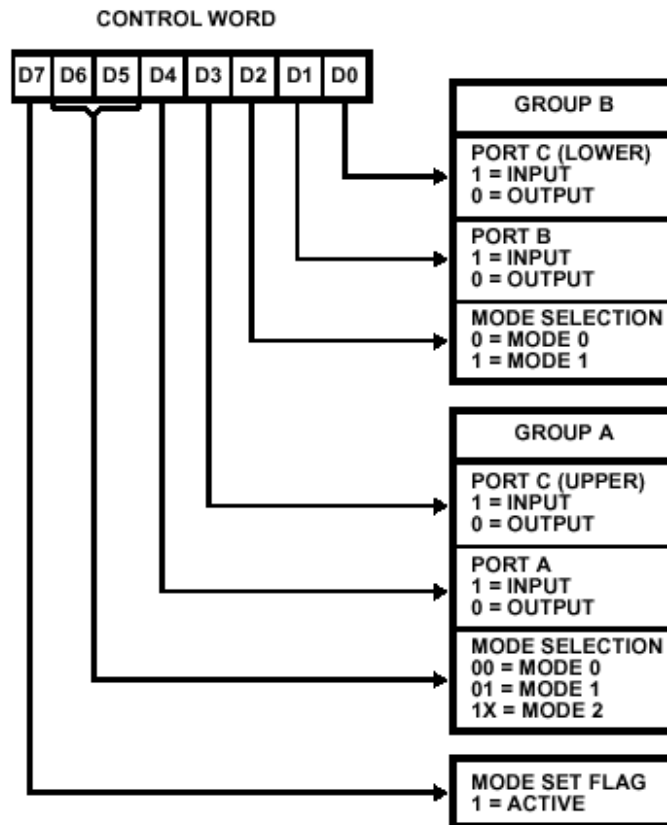 CONTROL WORD
D7 D6 D5 D4 D3 D2 D1 D0
GROUP B
PORT C (LOWER)
1 = INPUT
0 = OUTPUT
PORT B
1 = INPUT
0 = OUTPUT
MODE SELECTION
0 = MODE 0
1 = MODE 1
GROUP A
PORT C (UPPER)
1 = INPUT
0 = OUTPUT
PORT A
1 = INPUT
0 = OUTPUT
MODE SELECTION
00 = MODE 0
01 = MODE 1
1X = MODE 2
MODE SET FLAG
1 = ACTIVE